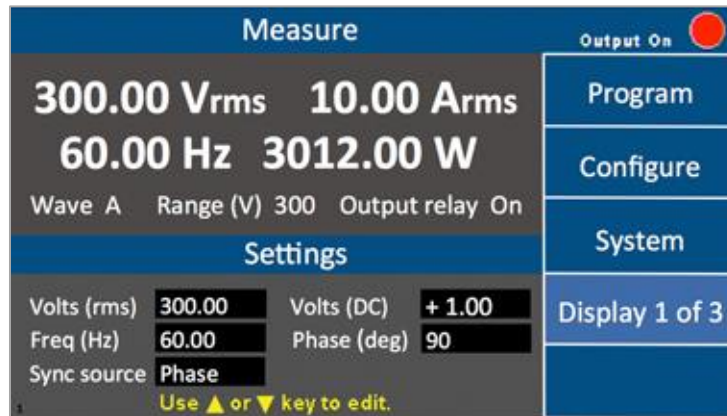 Measure
Output On
300.00 Vrms 10.00 Arms
60.00 Hz 3012.00 W
Wave A Range (V) 300 Output relay On
Settings
Volts (rms) 300.00 Volts (DC) + 1.00
Freq (Hz) 60.00 Phase (deg) 90
Sync source Phase
Use ▲ or ▼ key to edit.
1
Program
Configure
System
Display 1 of 3